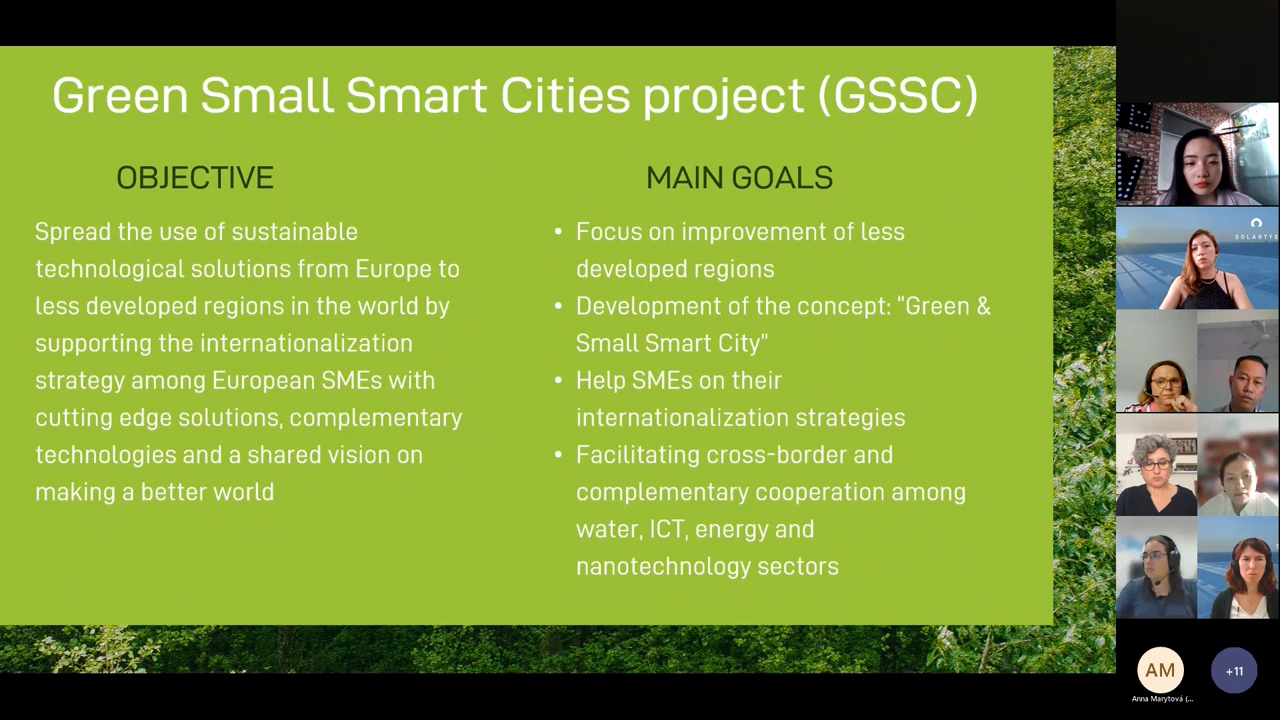 Green Small Smart Cities project (GSSC)
OBJECTIVE
Spread the use of sustainable
technological solutions from Europe to
less developed regions in the world by
supporting the internationalization
strategy among European SMEs with
cutting edge solutions, complementary
technologies and a shared vision on
making a better world
MAIN GOALS
• Focus on improvement of less
developed regions
• Development of the concept: “Green &
Small Smart City”
• Help SMEs on their
internationalization strategies
• Facilitating cross-border and
complementary cooperation among
water, ICT, energy and
nanotechnology sectors
SOLARTYS
AM
Anna Marytová (...
+11